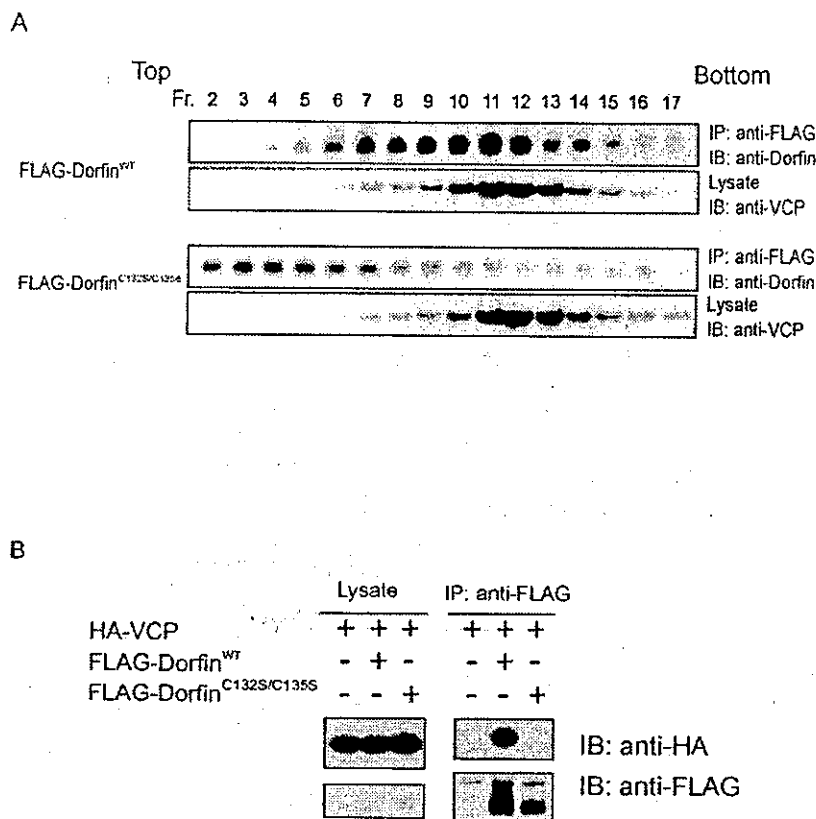 A
Top Bottom
Fr. 2 3 4 5 6 7 8 9 10 11 12 13 14 15 16 17
FLAG-Dorfin^WT
IP: anti-FLAG
IB: anti-Dorfin
Lysate
IB: anti-VCP
FLAG-Dorfin^C132S/C135S
IP: anti-FLAG
IB: anti-Dorfin
Lysate
IB: anti-VCP
B
Lysate IP: anti-FLAG
HA-VCP + + + + + +
FLAG-Dorfin^WT - + - - + -
FLAG-Dorfin^C132S/C135S - - + - - +
IB: anti-HA
IB: anti-FLAG